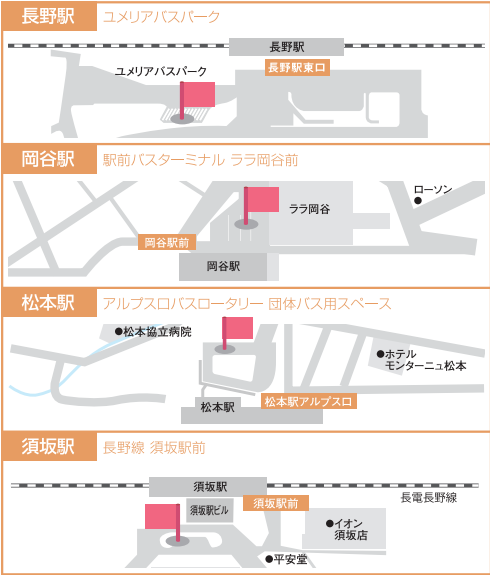 長野駅 ユメリアバスパーク
長野駅
長野駅東口
ユメリアバスパーク
岡谷駅 駅前バスターミナル ララ岡谷前
ローソン
ララ岡谷
岡谷駅前
岡谷駅
松本駅 アルプス口バスロータリー 団体バス用スペース
松本協立病院
ホテル
モンターニュ松本
松本駅アルプス口
松本駅
須坂駅 長野線 須坂駅前
須坂駅
長電長野線
須坂駅前
須坂駅ビル
イオン
須坂店
平安堂